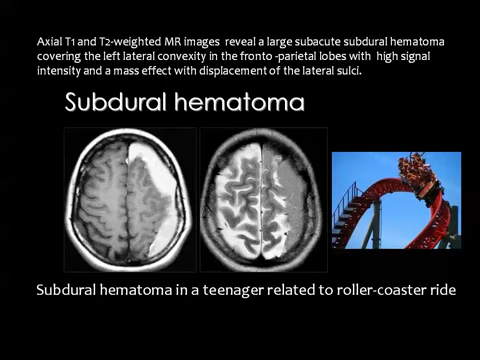 Axial T1 and T2-weighted MR images reveal a large subacute subdural hematoma
covering the left lateral convexity in the fronto -parietal lobes with high signal
intensity and a mass effect with displacement of the lateral sulci.
Subdural hematoma
Subdural hematoma in a teenager related to roller-coaster ride